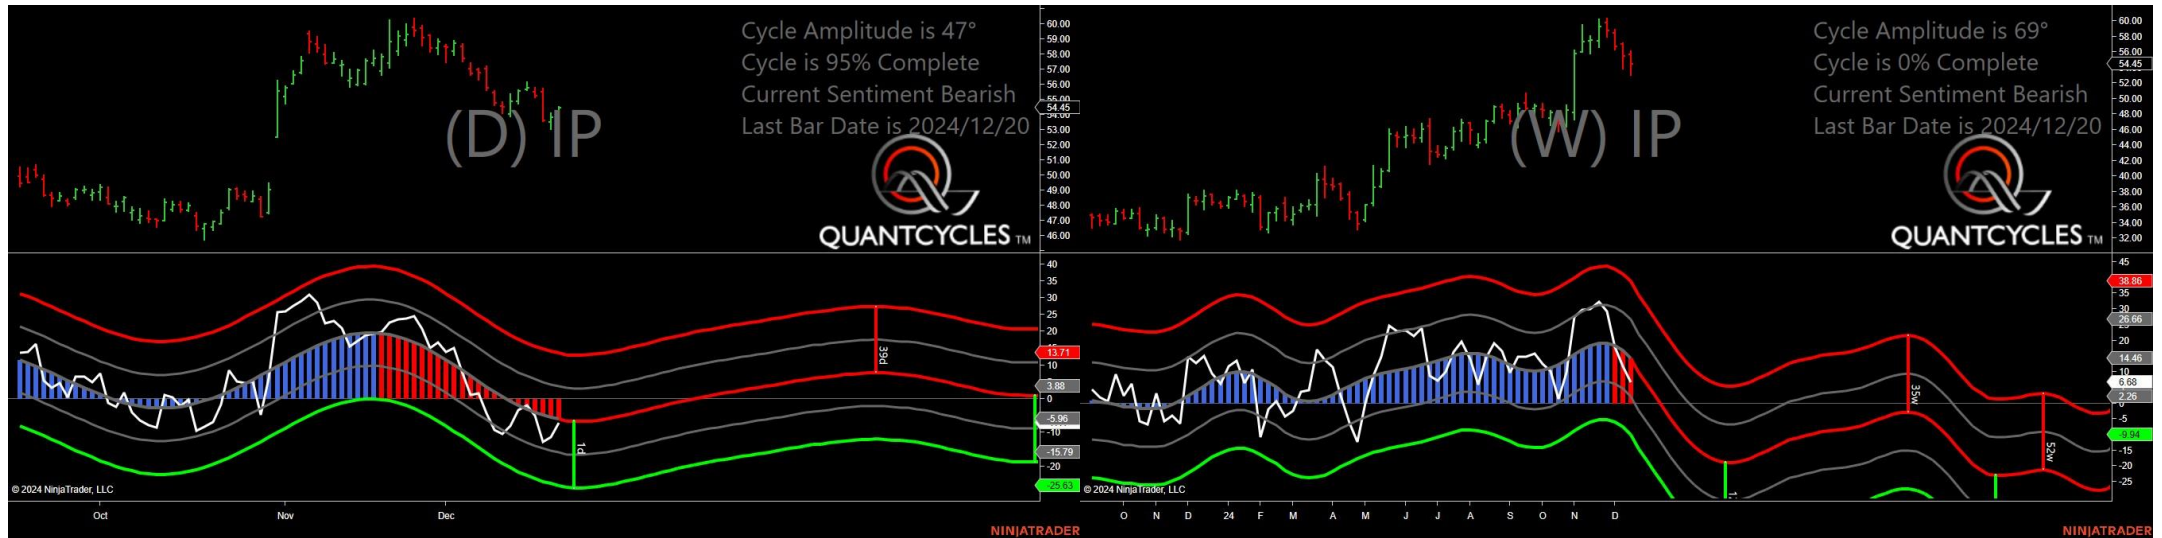 Cycle Amplitude is 47°
Cycle is 95% Complete
Current Sentiment Bearish
Last Bar Date is 2024/12/20
(D) IP
QUANTCYCLES TM
60.00
59.00
58.00
57.00
56.00
55.00
54.45
53.00
52.00
51.00
50.00
49.00
48.00
47.00
46.00
40
35
30
25
20
15
13.71
10
3.88
0
-5.96
-10
-15.79
-20
-25.63
39d
1d
© 2024 NinjaTrader, LLC
Oct Nov Dec
NINJATRADER
Cycle Amplitude is 69°
Cycle is 0% Complete
Current Sentiment Bearish
Last Bar Date is 2024/12/20
(W) IP
QUANTCYCLES TM
60.00
58.00
56.00
54.45
52.00
50.00
48.00
46.00
44.00
42.00
40.00
38.00
36.00
34.00
32.00
45
38.86
35
26.66
20
14.46
10
6.68
2.26
0
-5
-9.94
-15
-20
-25
35w
52w
© 2024 NinjaTrader, LLC
O N D 24 F M A M J J A S O N D
NINJATRADER